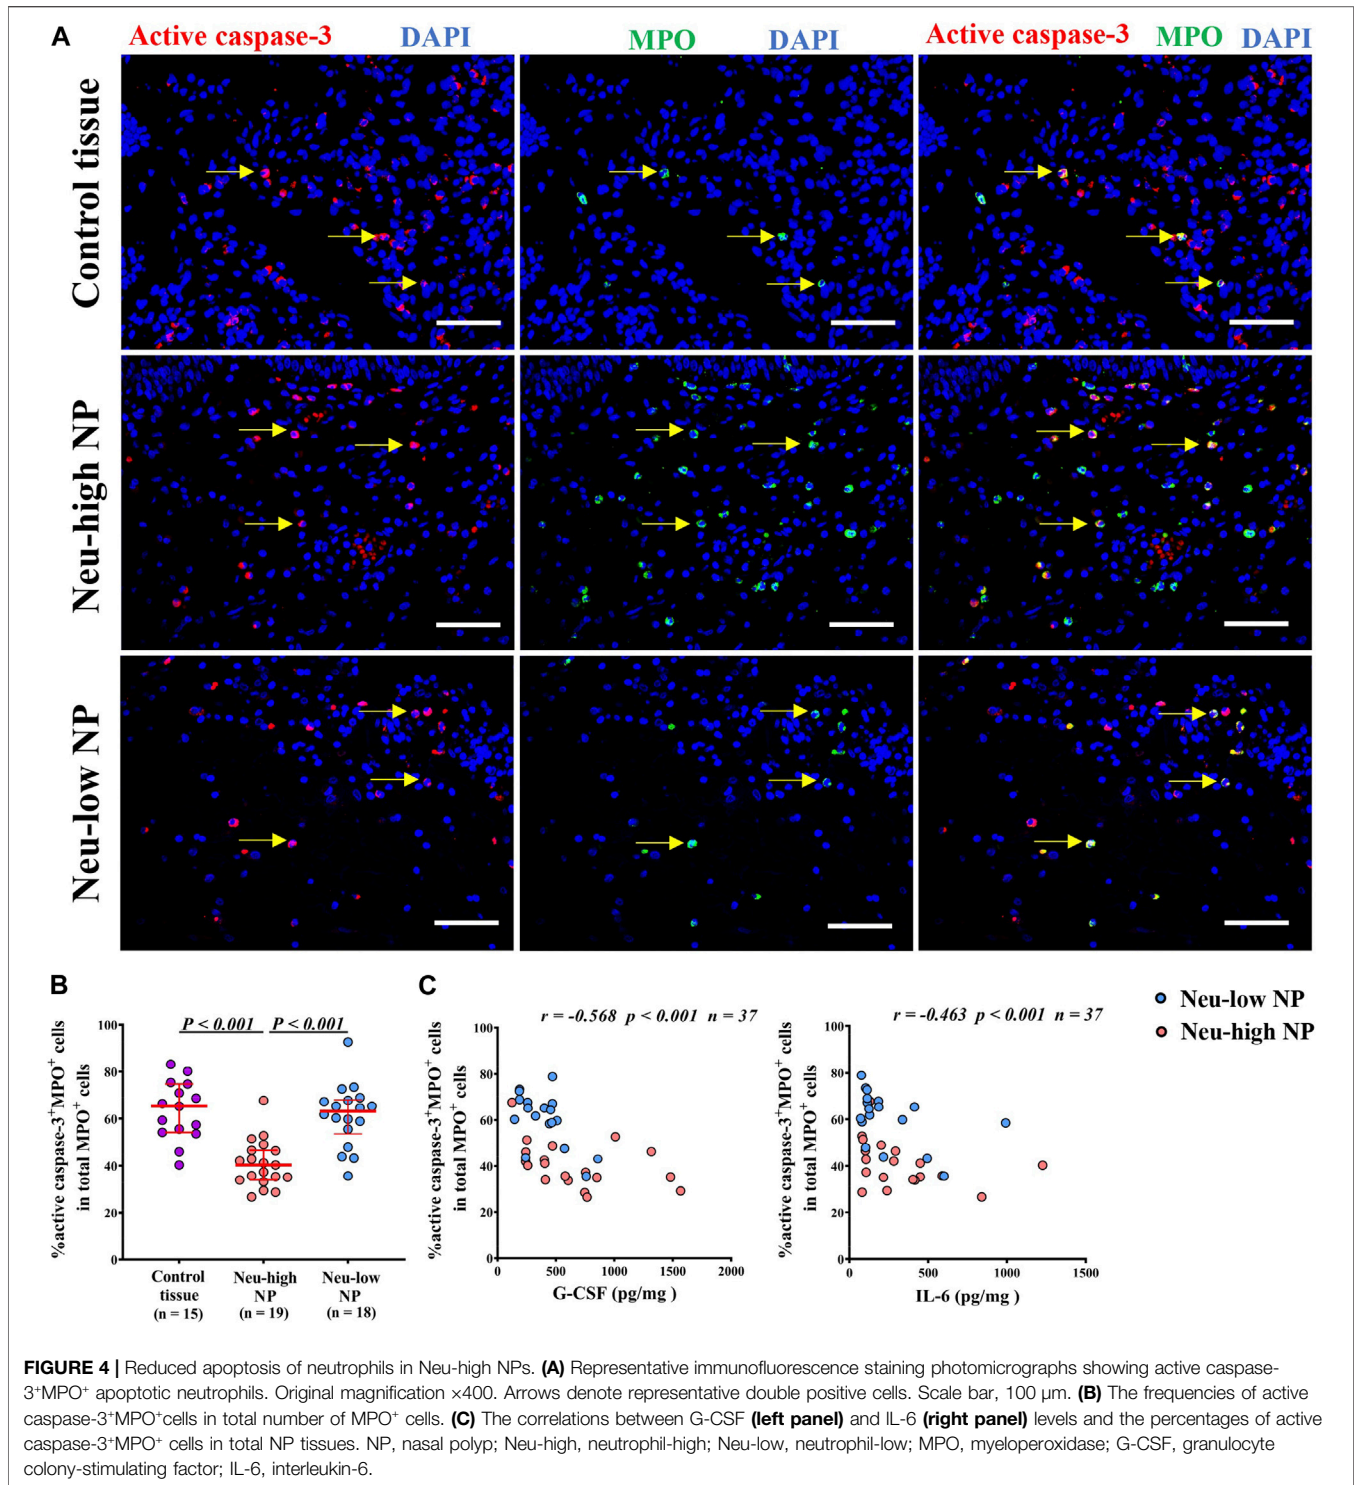 A
Active caspase-3 DAPI
MPO DAPI
Active caspase-3 MPO DAPI
Control tissue
Neu-high NP
Neu-low NP
B
P < 0.001 P < 0.001
%active caspase-3⁺MPO⁺ cells
in total MPO⁺ cells
100
80
60
40
20
0
Control
tissue
(n = 15)
Neu-high
NP
(n = 19)
Neu-low
NP
(n = 18)
C
r = -0.568 p < 0.001 n = 37
%active caspase-3⁺MPO⁺ cells
in total MPO⁺ cells
100
80
60
40
20
0
0 500 1000 1500 2000
G-CSF (pg/mg )
r = -0.463 p < 0.001 n = 37
%active caspase-3⁺MPO⁺ cells
in total MPO⁺ cells
100
80
60
40
20
0
0 500 1000 1500
IL-6 (pg/mg )
Neu-low NP
Neu-high NP
FIGURE 4 | Reduced apoptosis of neutrophils in Neu-high NPs. (A) Representative immunofluorescence staining photomicrographs showing active caspase-
3⁺MPO⁺ apoptotic neutrophils. Original magnification ×400. Arrows denote representative double positive cells. Scale bar, 100 μm. (B) The frequencies of active
caspase-3⁺MPO⁺cells in total number of MPO⁺ cells. (C) The correlations between G-CSF (left panel) and IL-6 (right panel) levels and the percentages of active
caspase-3⁺MPO⁺ cells in total NP tissues. NP, nasal polyp; Neu-high, neutrophil-high; Neu-low, neutrophil-low; MPO, myeloperoxidase; G-CSF, granulocyte
colony-stimulating factor; IL-6, interleukin-6.